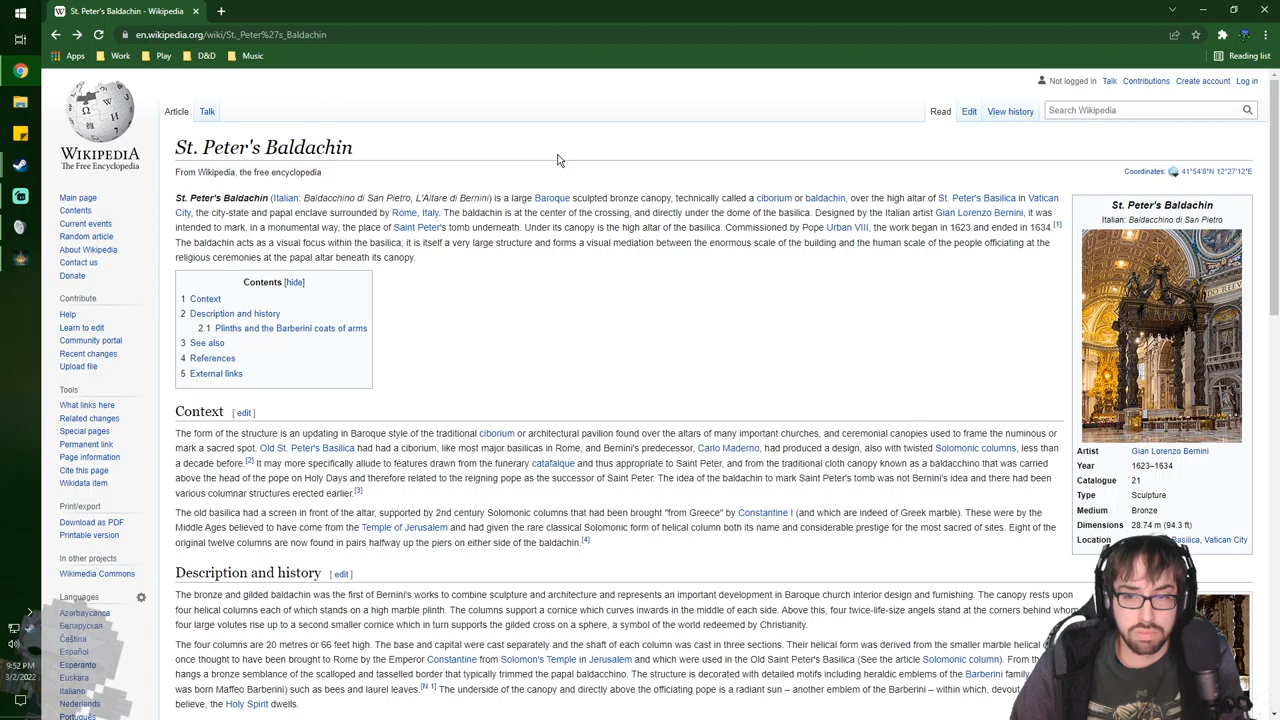 St. Peter's Baldachin - Wikipedia
en.wikipedia.org/wiki/St._Peter%27s_Baldachin
Apps Work Play D&D Music Reading list
Not logged in Talk Contributions Create account Log in
Article Talk Read Edit View history Search Wikipedia
WIKIPEDIA
The Free Encyclopedia
Main page
Contents
Current events
Random article
About Wikipedia
Contact us
Donate
Contribute
Help
Learn to edit
Community portal
Recent changes
Upload file
Tools
What links here
Related changes
Special pages
Permanent link
Page information
Cite this page
Wikidata item
Print/export
Download as PDF
Printable version
In other projects
Wikimedia Commons
Languages
Azərbaycanca
Беларуская
Čeština
Español
Esperanto
Euskara
Italiano
Nederlands
Português
St. Peter's Baldachin
From Wikipedia, the free encyclopedia
Coordinates: 41°54′8″N 12°27′12″E
St. Peter's Baldachin (Italian: Baldacchino di San Pietro, L'Altare di Bernini) is a large Baroque sculpted bronze canopy, technically called a ciborium or baldachin, over the high altar of St. Peter's Basilica in Vatican
City, the city-state and papal enclave surrounded by Rome, Italy. The baldachin is at the center of the crossing, and directly under the dome of the basilica. Designed by the Italian artist Gian Lorenzo Bernini, it was
intended to mark, in a monumental way, the place of Saint Peter's tomb underneath. Under its canopy is the high altar of the basilica. Commissioned by Pope Urban VIII, the work began in 1623 and ended in 1634.[1]
The baldachin acts as a visual focus within the basilica; it is itself a very large structure and forms a visual mediation between the enormous scale of the building and the human scale of the people officiating at the
religious ceremonies at the papal altar beneath its canopy.
Contents [hide]
1 Context
2 Description and history
2.1 Plinths and the Barberini coats of arms
3 See also
4 References
5 External links
Context [ edit ]
The form of the structure is an updating in Baroque style of the traditional ciborium or architectural pavilion found over the altars of many important churches, and ceremonial canopies used to frame the numinous or
mark a sacred spot. Old St. Peter's Basilica had had a ciborium, like most major basilicas in Rome, and Bernini's predecessor, Carlo Maderno, had produced a design, also with twisted Solomonic columns, less than
a decade before.[2] It may more specifically allude to features drawn from the funerary catafalque and thus appropriate to Saint Peter, and from the traditional cloth canopy known as a baldacchino that was carried
above the head of the pope on Holy Days and therefore related to the reigning pope as the successor of Saint Peter. The idea of the baldachin to mark Saint Peter's tomb was not Bernini's idea and there had been
various columnar structures erected earlier.[3]
The old basilica had a screen in front of the altar, supported by 2nd century Solomonic columns that had been brought "from Greece" by Constantine I (and which are indeed of Greek marble). These were by the
Middle Ages believed to have come from the Temple of Jerusalem and had given the rare classical Solomonic form of helical column both its name and considerable prestige for the most sacred of sites. Eight of the
original twelve columns are now found in pairs halfway up the piers on either side of the baldachin.[4]
Description and history [ edit ]
The bronze and gilded baldachin was the first of Bernini's works to combine sculpture and architecture and represents an important development in Baroque church interior design and furnishing. The canopy rests upon
four helical columns each of which stands on a high marble plinth. The columns support a cornice which curves inwards in the middle of each side. Above this, four twice-life-size angels stand at the corners behind whom
four large volutes rise up to a second smaller cornice which in turn supports the gilded cross on a sphere, a symbol of the world redeemed by Christianity.
The four columns are 20 metres or 66 feet high. The base and capital were cast separately and the shaft of each column was cast in three sections. Their helical form was derived from the smaller marble helical
once thought to have been brought to Rome by the Emperor Constantine from Solomon's Temple in Jerusalem and which were used in the Old Saint Peter's Basilica (See the article Solomonic column). From
hangs a bronze semblance of the scalloped and tasselled border that typically trimmed the papal baldacchino. The structure is decorated with detailed motifs including heraldic emblems of the Barberini family
was born Maffeo Barberini) such as bees and laurel leaves.[N 1] The underside of the canopy and directly above the officiating pope is a radiant sun – another emblem of the Barberini – within which, devout
believe, the Holy Spirit dwells.
St. Peter's Baldachin
Italian: Baldacchino di San Pietro
Artist Gian Lorenzo Bernini
Year 1623–1634
Catalogue 21
Type Sculpture
Medium Bronze
Dimensions 28.74 m (94.3 ft)
Location Basilica, Vatican City
9:52 PM
3/2/2022